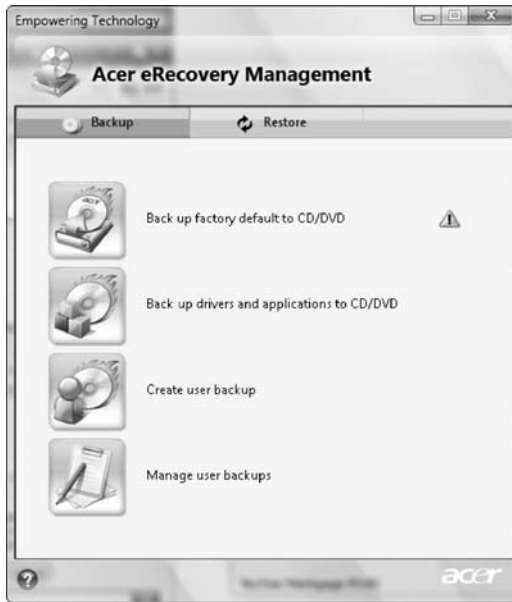 Empowering Technology
Acer eRecovery Management
Backup
Restore
Back up factory default to CD/DVD
Back up drivers and applications to CD/DVD
Create user backup
Manage user backups
acer